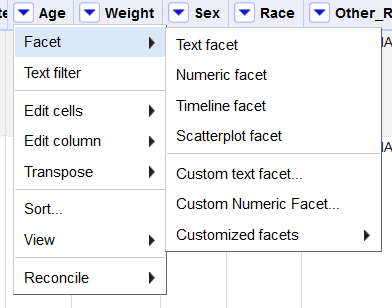 Age Weight Sex Race Other_R
Facet
Text filter
Edit cells
Edit column
Transpose
Sort...
View
Reconcile
Text facet
Numeric facet
Timeline facet
Scatterplot facet
Custom text facet...
Custom Numeric Facet...
Customized facets